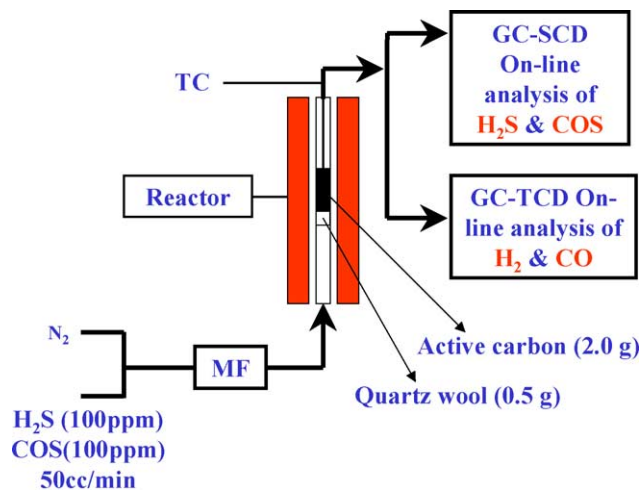 GC-SCD
On-line
analysis of
H₂S & COS
TC
Reactor
GC-TCD On-
line analysis of
H₂ & CO
N₂
MF
Active carbon (2.0 g)
Quartz wool (0.5 g)
H₂S (100ppm)
COS(100ppm)
50cc/min